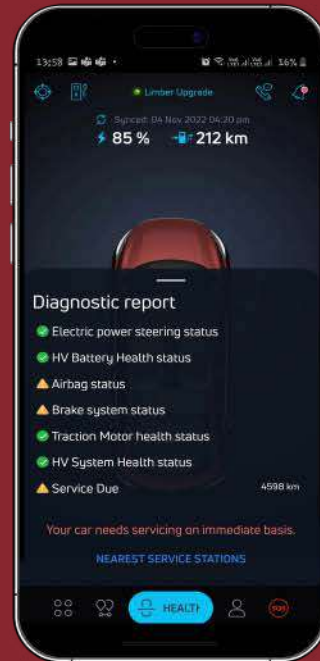 13:58 16%
Limber Upgrade
Synced: 04 Nov 2022 04:20 pm
85 % 212 km
Diagnostic report
Electric power steering status
HV Battery Health status
Airbag status
Brake system status
Traction Motor health status
HV System Health status
Service Due 4598 km
Your car needs servicing on immediate basis.
NEAREST SERVICE STATIONS
HEALTH SOS